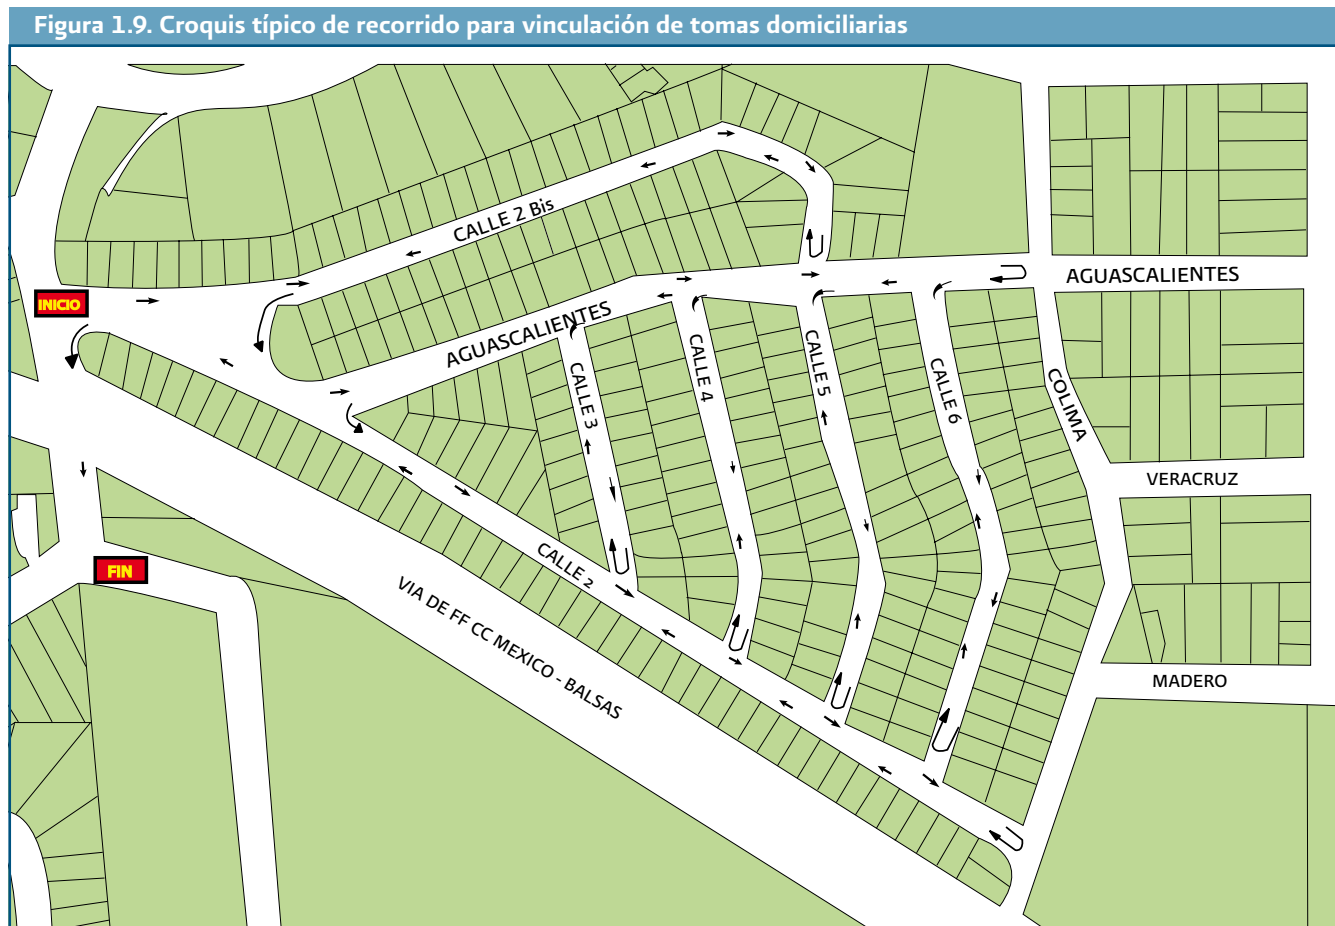 Figura 1.9. Croquis típico de recorrido para vinculación de tomas domiciliarias
CALLE 2 Bis
INICIO
AGUASCALIENTES
AGUASCALIENTES
CALLE 3
CALLE 4
CALLE 5
CALLE 6
COLIMA
VERACRUZ
CALLE 2
FIN
VIA DE FF CC MEXICO - BALSAS
MADERO